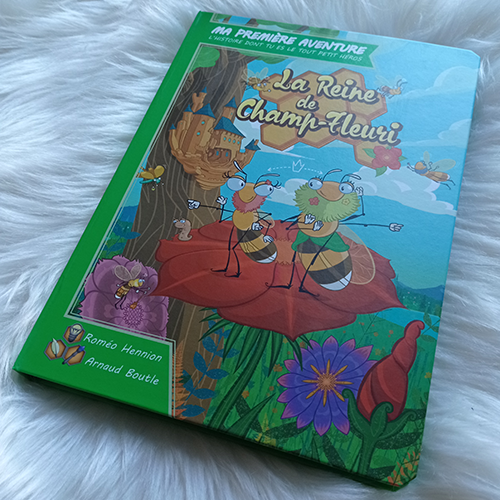 MA PREMIÈRE AVENTURE
L'HISTOIRE DONT TU ES LE TOUT PETIT HÉROS
La Reine
de
Champ-Fleuri
Roméo Hennion
Arnaud Boutle